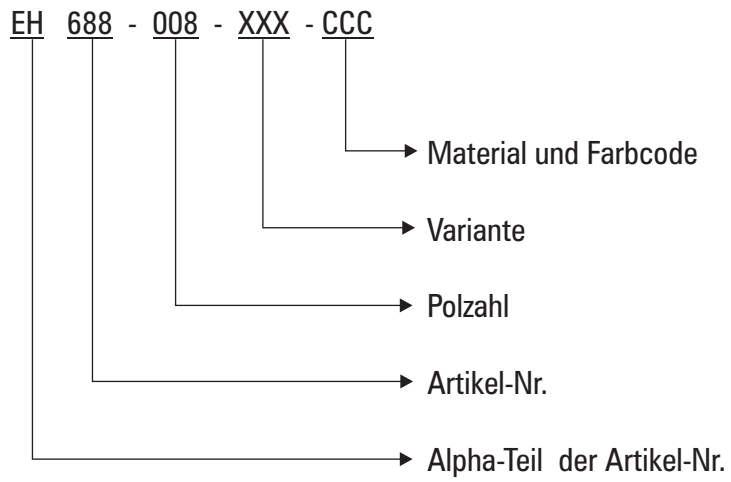 EH 688 - 008 - XXX - CCC
Material und Farbcode
Variante
Polzahl
Artikel-Nr.
Alpha-Teil der Artikel-Nr.